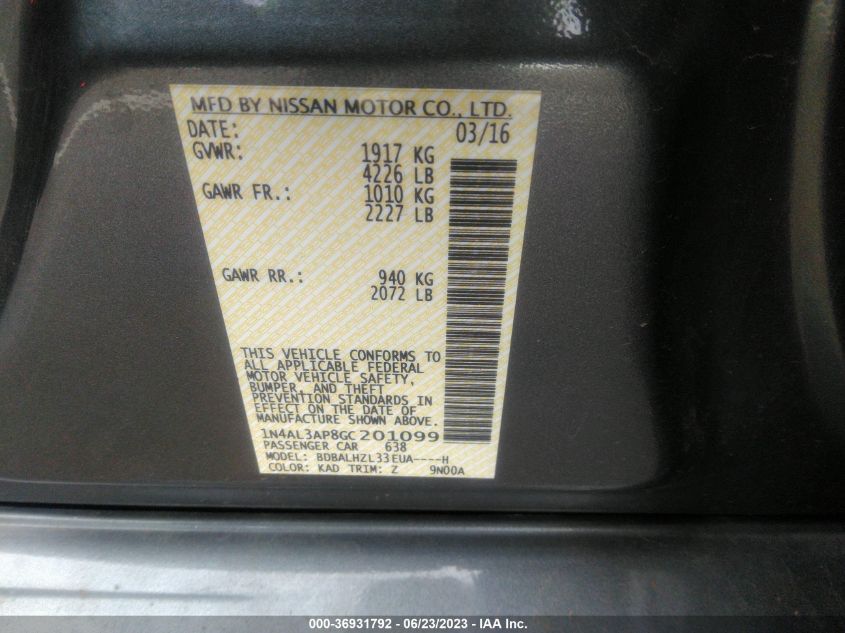 MFD BY NISSAN MOTOR CO., LTD.
DATE: 03/16
GVWR: 1917 KG
4226 LB
GAWR FR.: 1010 KG
2227 LB
GAWR RR.: 940 KG
2072 LB
THIS VEHICLE CONFORMS TO
ALL APPLICABLE FEDERAL
MOTOR VEHICLE SAFETY,
BUMPER, AND THEFT
PREVENTION STANDARDS IN
EFFECT ON THE DATE OF
MANUFACTURE SHOWN ABOVE.
1N4AL3AP8GC201099
PASSENGER CAR 638
MODEL: BDBALHZL33EUA----H
COLOR: KAD TRIM: Z 9N00A
000-36931792 - 06/23/2023 - IAA Inc.